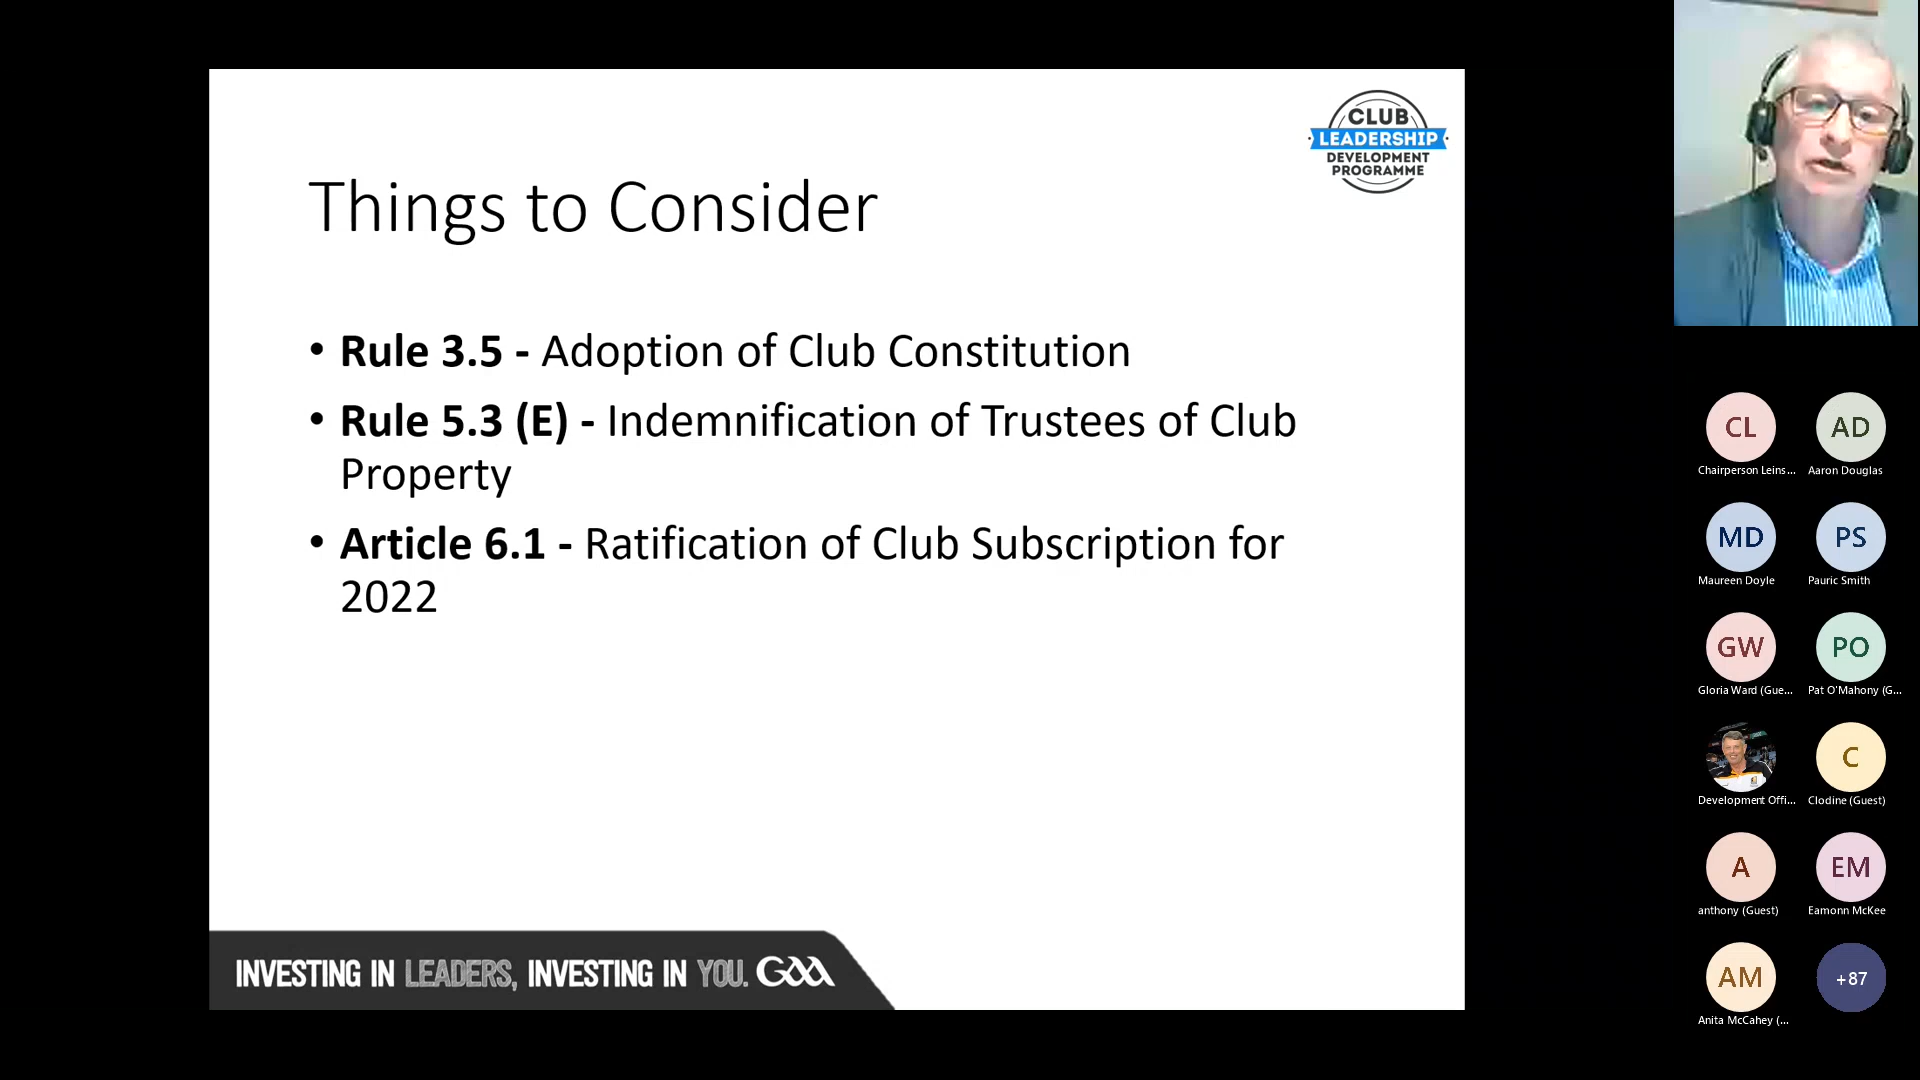 CLUB
LEADERSHIP
DEVELOPMENT
PROGRAMME
Things to Consider
• Rule 3.5 - Adoption of Club Constitution
• Rule 5.3 (E) - Indemnification of Trustees of Club
Property
• Article 6.1 - Ratification of Club Subscription for
2022
INVESTING IN LEADERS, INVESTING IN YOU. GAA
CL
AD
Chairperson Leins...
Aaron Douglas
MD
PS
Maureen Doyle
Pauric Smith
GW
PO
Gloria Ward (Gue...
Pat O'Mahony (G...
C
Development Offi...
Clodine (Guest)
A
EM
anthony (Guest)
Eamonn McKee
AM
+87
Anita McCahey (...